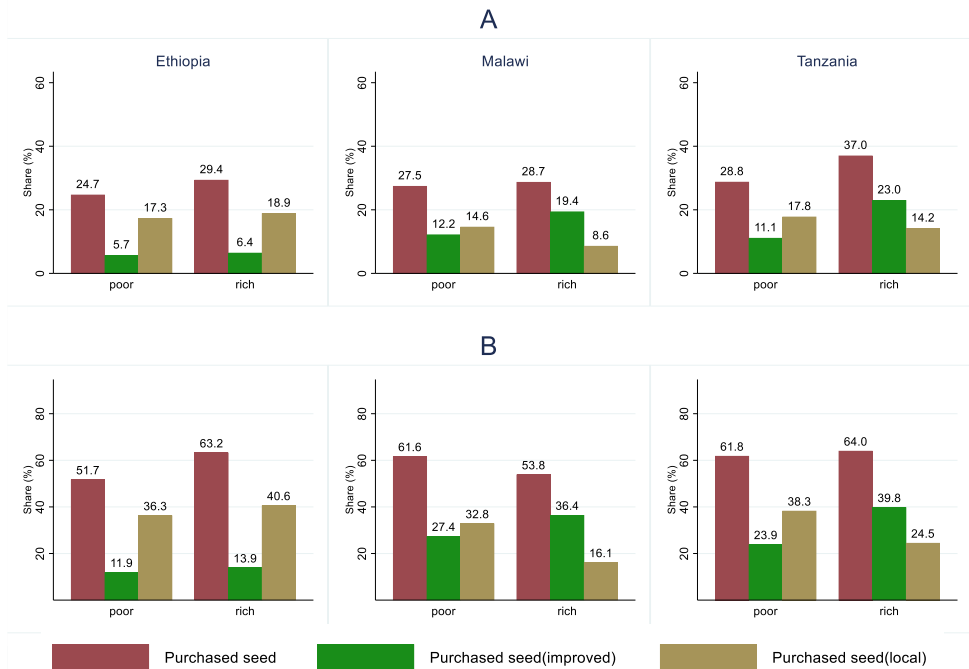 A
Ethiopia
Malawi
Tanzania
Share (%)
0 20 40 60
24.7 5.7 17.3 29.4 6.4 18.9
poor rich
Share (%)
0 20 40 60
27.5 12.2 14.6 28.7 19.4 8.6
poor rich
Share (%)
0 20 40 60
28.8 11.1 17.8 37.0 23.0 14.2
poor rich
B
Share (%)
20 40 60 80
51.7 11.9 36.3 63.2 13.9 40.6
poor rich
Share (%)
20 40 60 80
61.6 27.4 32.8 53.8 36.4 16.1
poor rich
Share (%)
20 40 60 80
61.8 23.9 38.3 64.0 39.8 24.5
poor rich
Purchased seed Purchased seed(improved) Purchased seed(local)